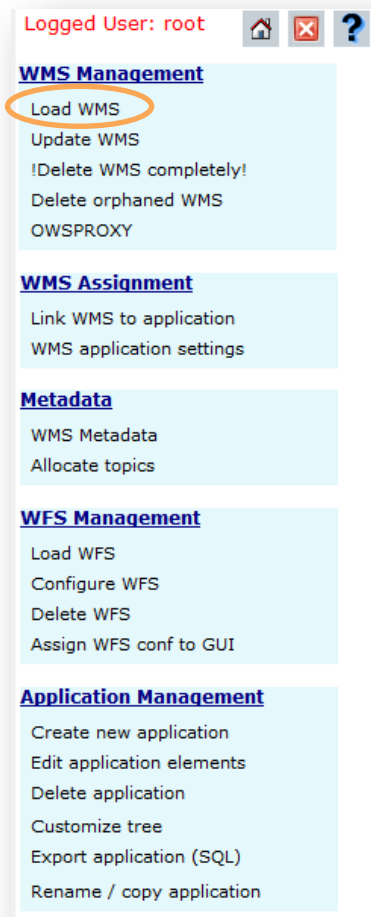 Logged User: root
?
WMS Management
Load WMS
Update WMS
!Delete WMS completely!
Delete orphaned WMS
OWSPROXY
WMS Assignment
Link WMS to application
WMS application settings
Metadata
WMS Metadata
Allocate topics
WFS Management
Load WFS
Configure WFS
Delete WFS
Assign WFS conf to GUI
Application Management
Create new application
Edit application elements
Delete application
Customize tree
Export application (SQL)
Rename / copy application